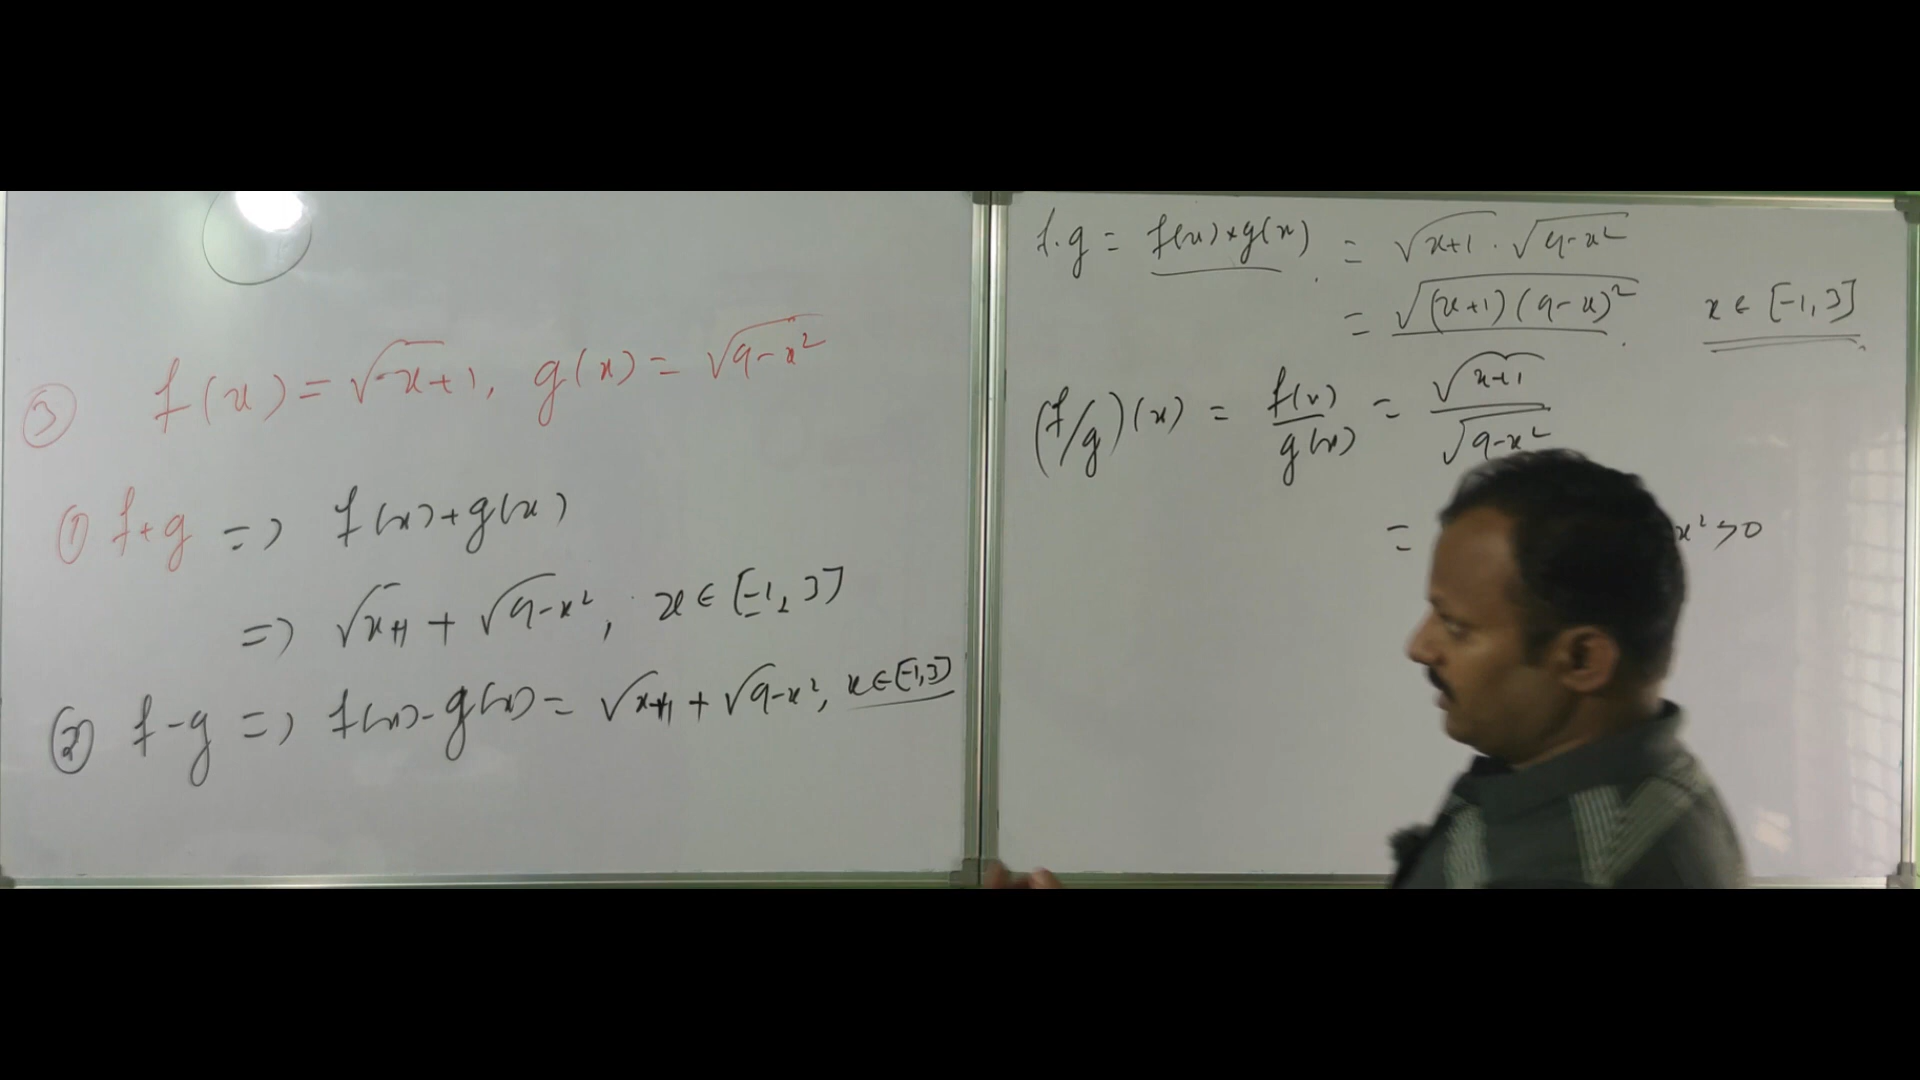 ③ f(x) = √x+1, g(x) = √9-x²
① f+g => f(x)+g(x)
=> √x+1 + √9-x², x ∈ [-1, 3]
② f-g => f(x)-g(x) = √x+1 + √9-x², x ∈ [-1,3]
f·g = f(x)×g(x) = √x+1 · √9-x²
= √(x+1)(9-x)² x ∈ [-1, 3]
(f/g)(x) = f(x)/g(x) = √x+1/√9-x²
= x²>0